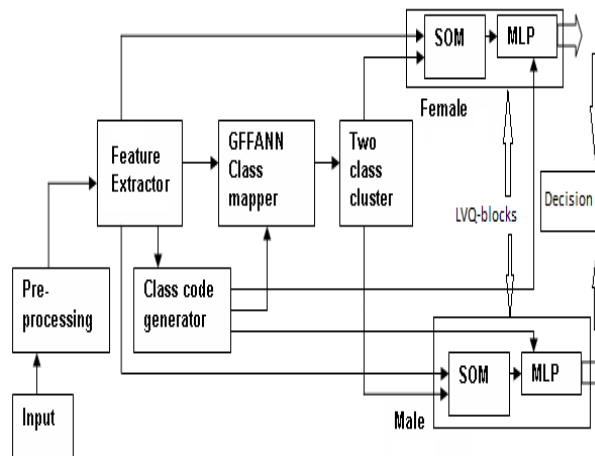 SOM
MLP
Female
Feature
Extractor
GFFANN
Class
mapper
Two
class
cluster
LVQ-blocks
Decision
Pre-
processing
Class code
generator
SOM
MLP
Input
Male